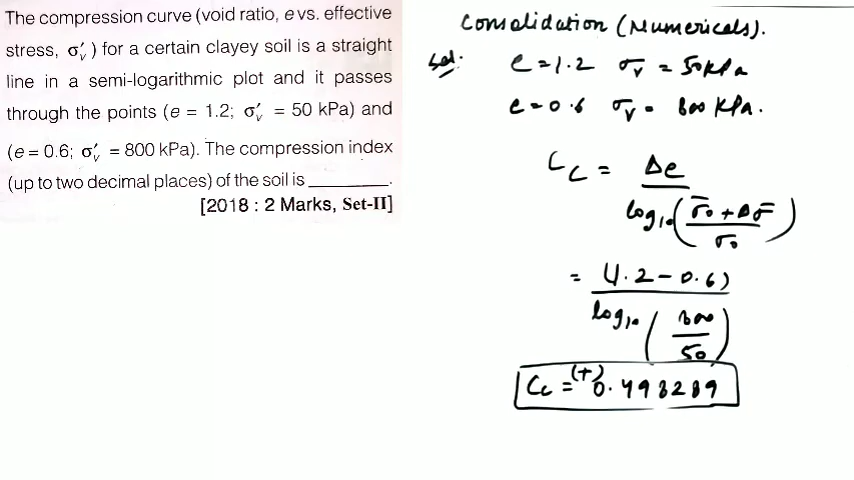 The compression curve (void ratio, e vs. effective
stress, σ′v) for a certain clayey soil is a straight
line in a semi-logarithmic plot and it passes
through the points (e = 1.2; σ′v = 50 kPa) and
(e = 0.6; σ′v = 800 kPa). The compression index
(up to two decimal places) of the soil is ________.
[2018 : 2 Marks, Set-II]
Consolidation (Numericals).
Sol: e = 1.2 σv = 50 kPa
e = 0.6 σv = 800 KPa.
Cc = Δe
log10 ( σ̄0 + Δσ̄ / σ̄0 )
= (1.2 - 0.6)
log10 ( 800 / 50 )
Cc = (+) 0.498289